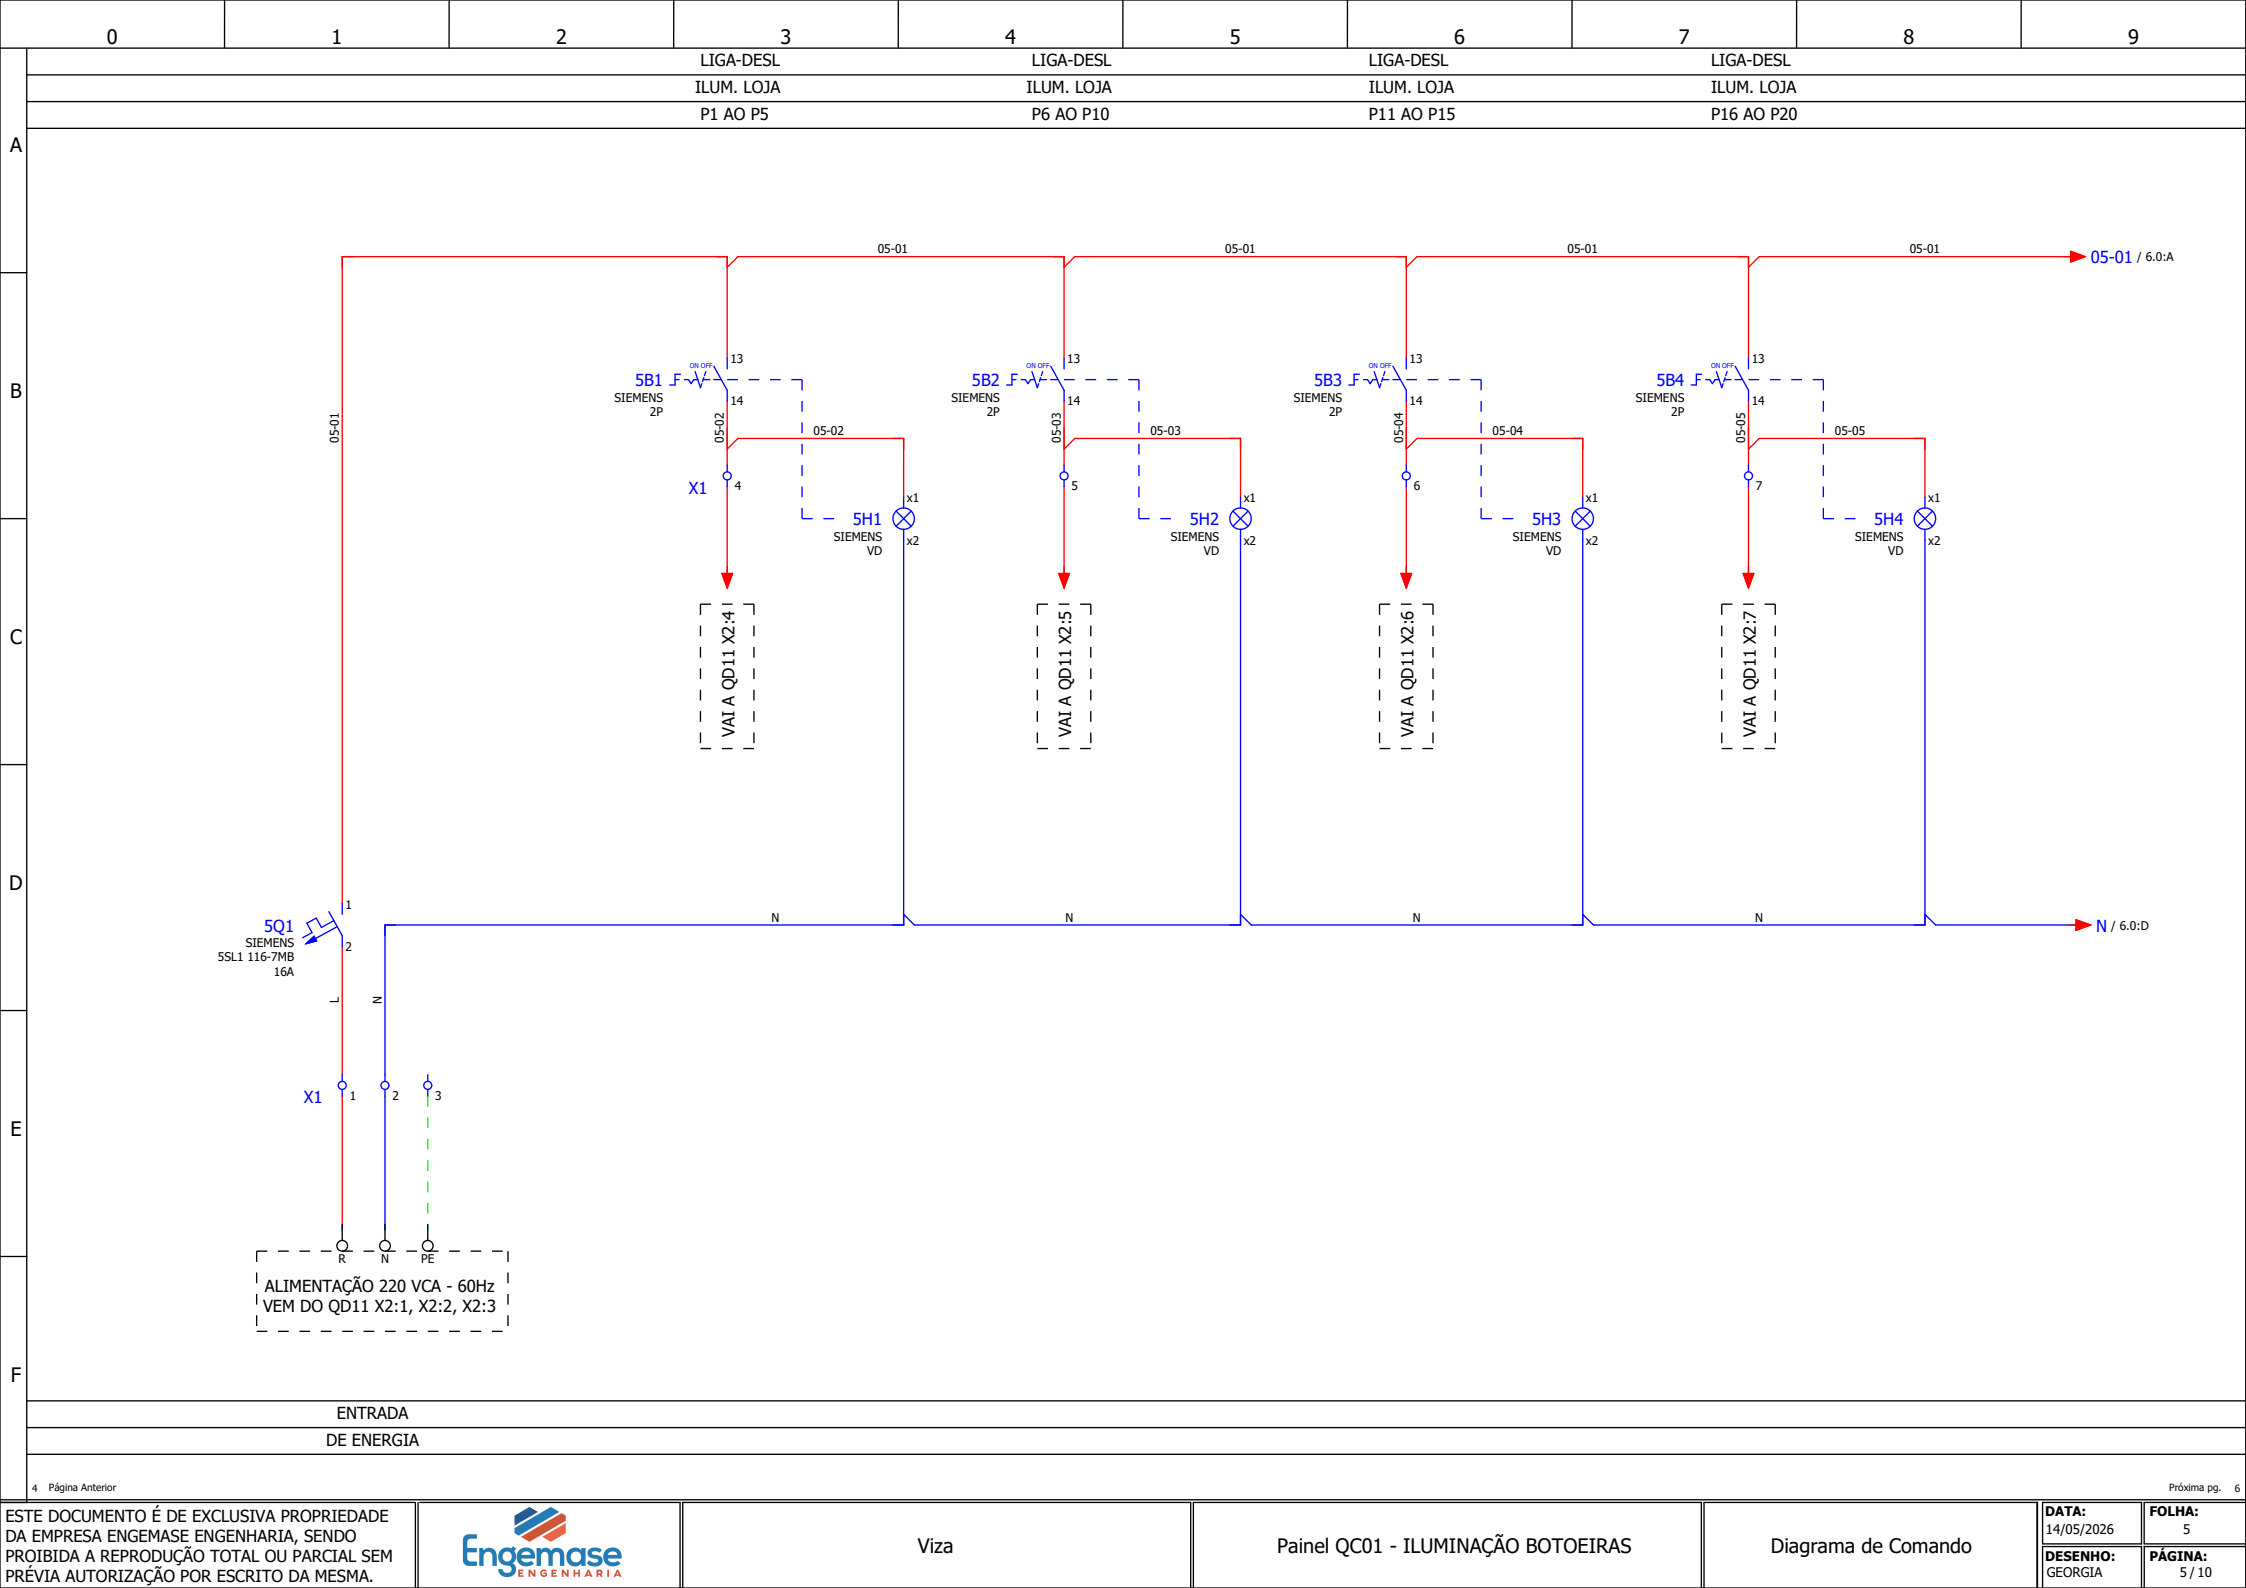 0 1 2 3 4 5 6 7 8 9
LIGA-DESL LIGA-DESL LIGA-DESL LIGA-DESL
ILUM. LOJA ILUM. LOJA ILUM. LOJA ILUM. LOJA
P1 AO P5 P6 AO P10 P11 AO P15 P16 AO P20
A
05-01 05-01 05-01 05-01
05-01 / 6.0:A
B
13 13 13 13
ON OFF ON OFF ON OFF ON OFF
5B1 5B2 5B3 5B4
SIEMENS SIEMENS SIEMENS SIEMENS
2P 2P 2P 2P
14 14 14 14
05-01
05-02 05-03 05-04 05-05
05-02 05-03 05-04 05-05
X1 4 5 6 7
x1 x1 x1 x1
5H1 5H2 5H3 5H4
SIEMENS SIEMENS SIEMENS SIEMENS
VD VD VD VD
x2 x2 x2 x2
C
VAI A QD11 X2:4
VAI A QD11 X2:5
VAI A QD11 X2:6
VAI A QD11 X2:7
D
1
5Q1
SIEMENS
5SL1 116-7MB
16A
2
N N N N
N / 6.0:D
L N
E
X1 1 2 3
R N PE
ALIMENTAÇÃO 220 VCA - 60Hz
VEM DO QD11 X2:1, X2:2, X2:3
F
ENTRADA
DE ENERGIA
4 Página Anterior
Próxima pg. 6
ESTE DOCUMENTO É DE EXCLUSIVA PROPRIEDADE
DA EMPRESA ENGEMASE ENGENHARIA, SENDO
PROIBIDA A REPRODUÇÃO TOTAL OU PARCIAL SEM
PRÉVIA AUTORIZAÇÃO POR ESCRITO DA MESMA.
Engemase
ENGENHARIA
Viza
Painel QC01 - ILUMINAÇÃO BOTOEIRAS
Diagrama de Comando
DATA:
14/05/2026
FOLHA:
5
DESENHO:
GEORGIA
PÁGINA:
5 / 10